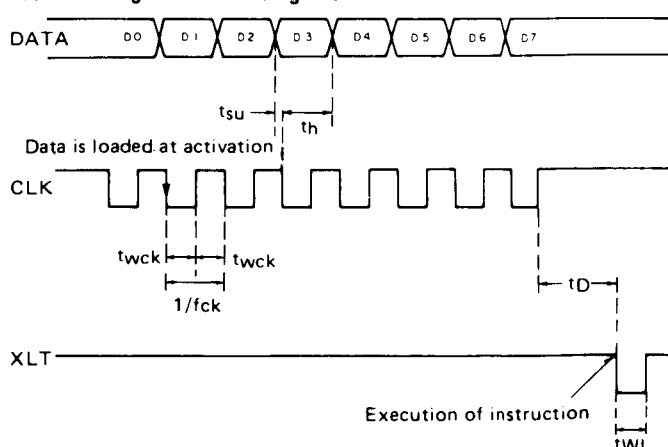 DATA D0 D1 D2 D3 D4 D5 D6 D7
tsu
th
Data is loaded at activation
CLK
twck twck
1/fck
tD
XLT
Execution of instruction